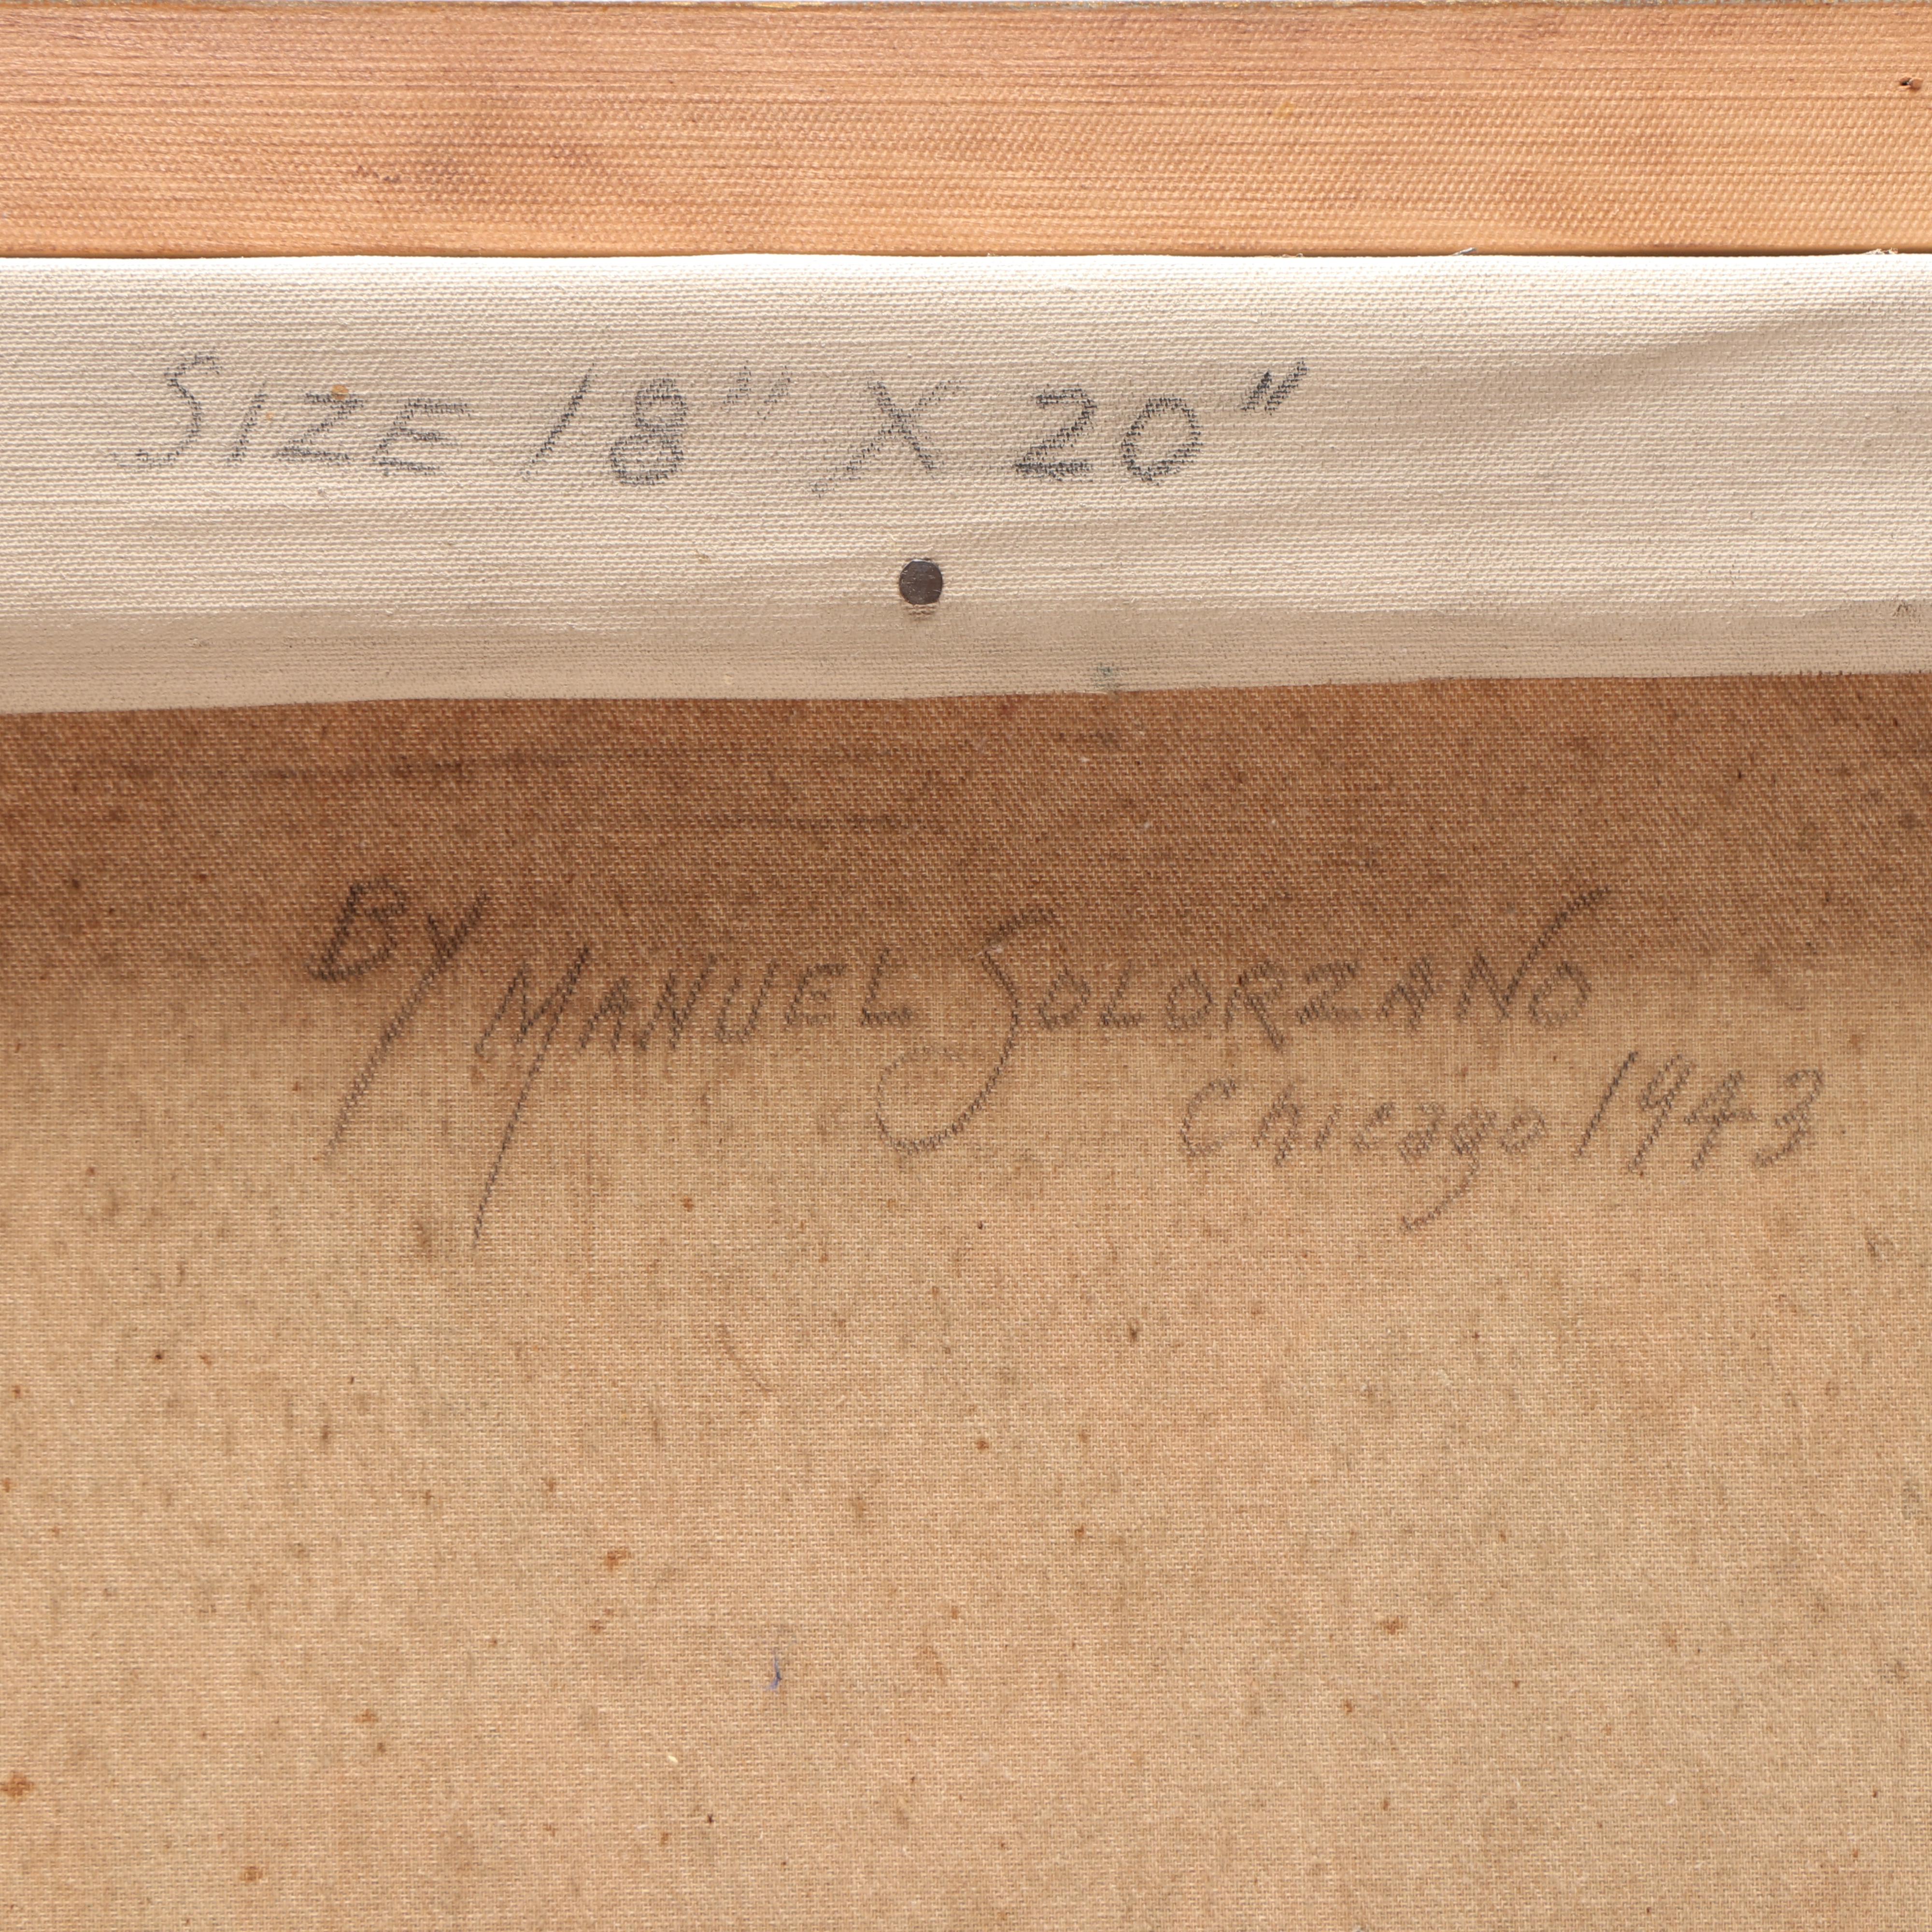 SIZE 18" X 20"
BY MANUEL SOLORZANO
Chicago 1943